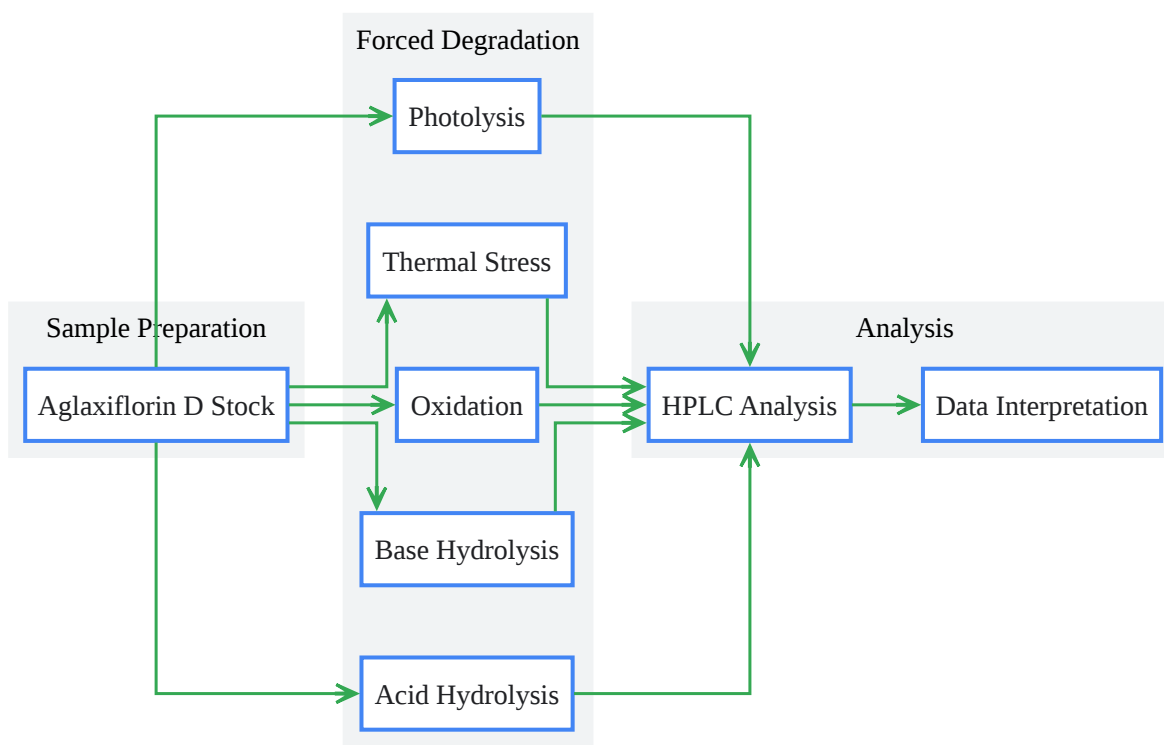 Forced Degradation
Photolysis
Thermal Stress
Sample Preparation
Analysis
Aglaxiflorin D Stock
Oxidation
HPLC Analysis
Data Interpretation
Base Hydrolysis
Acid Hydrolysis